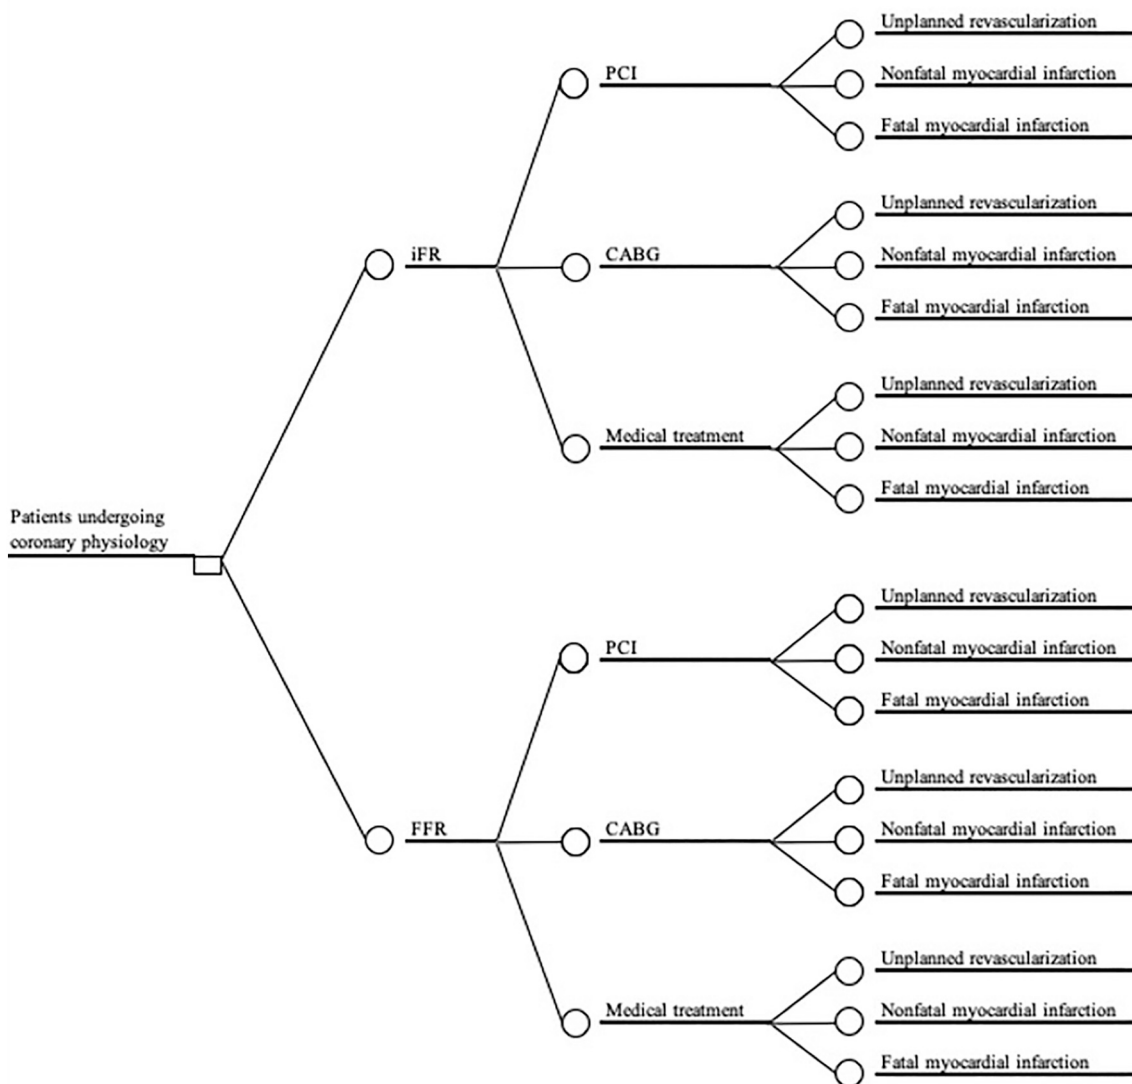 Unplanned revascularization
PCI
Nonfatal myocardial infarction
Fatal myocardial infarction
Unplanned revascularization
iFR
CABG
Nonfatal myocardial infarction
Fatal myocardial infarction
Unplanned revascularization
Medical treatment
Nonfatal myocardial infarction
Fatal myocardial infarction
Patients undergoing
coronary physiology
Unplanned revascularization
PCI
Nonfatal myocardial infarction
Fatal myocardial infarction
Unplanned revascularization
FFR
CABG
Nonfatal myocardial infarction
Fatal myocardial infarction
Unplanned revascularization
Medical treatment
Nonfatal myocardial infarction
Fatal myocardial infarction